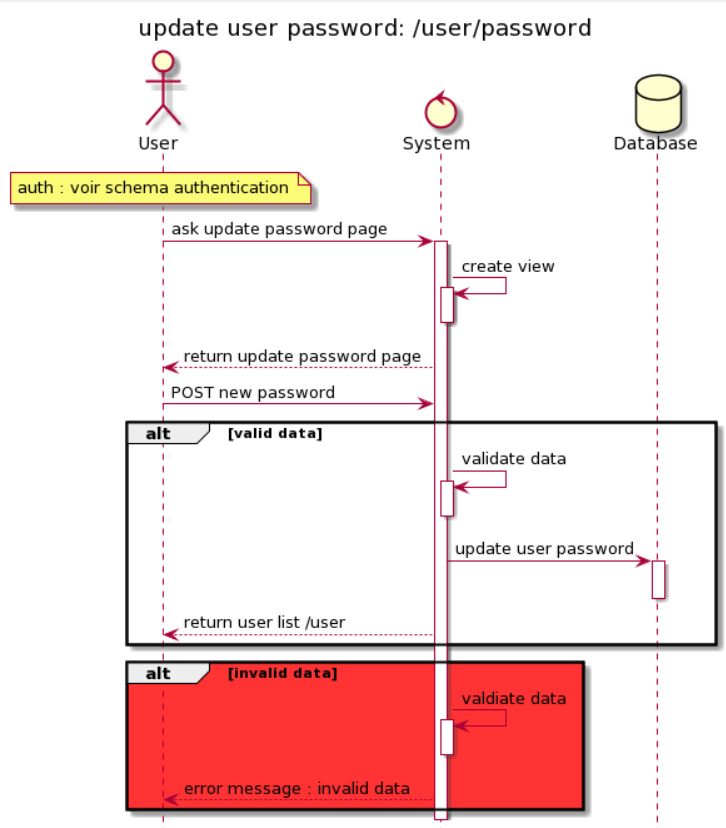 update user password: /user/password
User
System
Database
auth : voir schema authentication
ask update password page
create view
return update password page
POST new password
alt [valid data]
validate data
update user password
return user list /user
alt [invalid data]
valdiate data
error message : invalid data